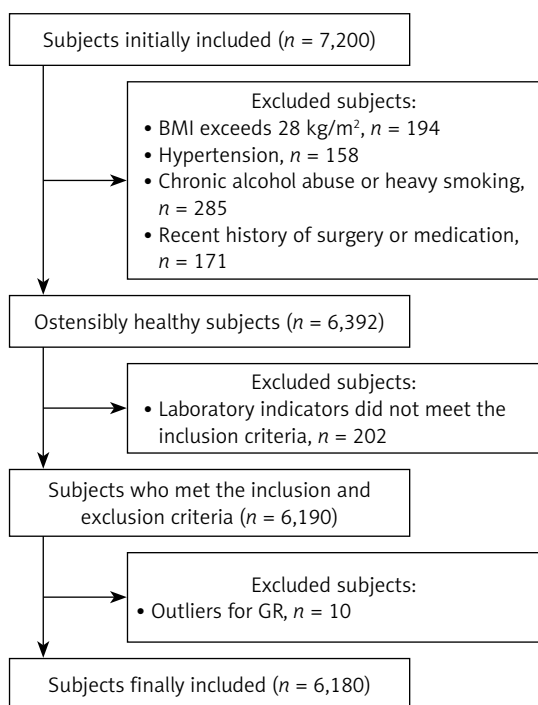 Subjects initially included (n = 7,200)
Excluded subjects:
• BMI exceeds 28 kg/m², n = 194
• Hypertension, n = 158
• Chronic alcohol abuse or heavy smoking,
n = 285
• Recent history of surgery or medication,
n = 171
Ostensibly healthy subjects (n = 6,392)
Excluded subjects:
• Laboratory indicators did not meet the
inclusion criteria, n = 202
Subjects who met the inclusion and
exclusion criteria (n = 6,190)
Excluded subjects:
• Outliers for GR, n = 10
Subjects finally included (n = 6,180)